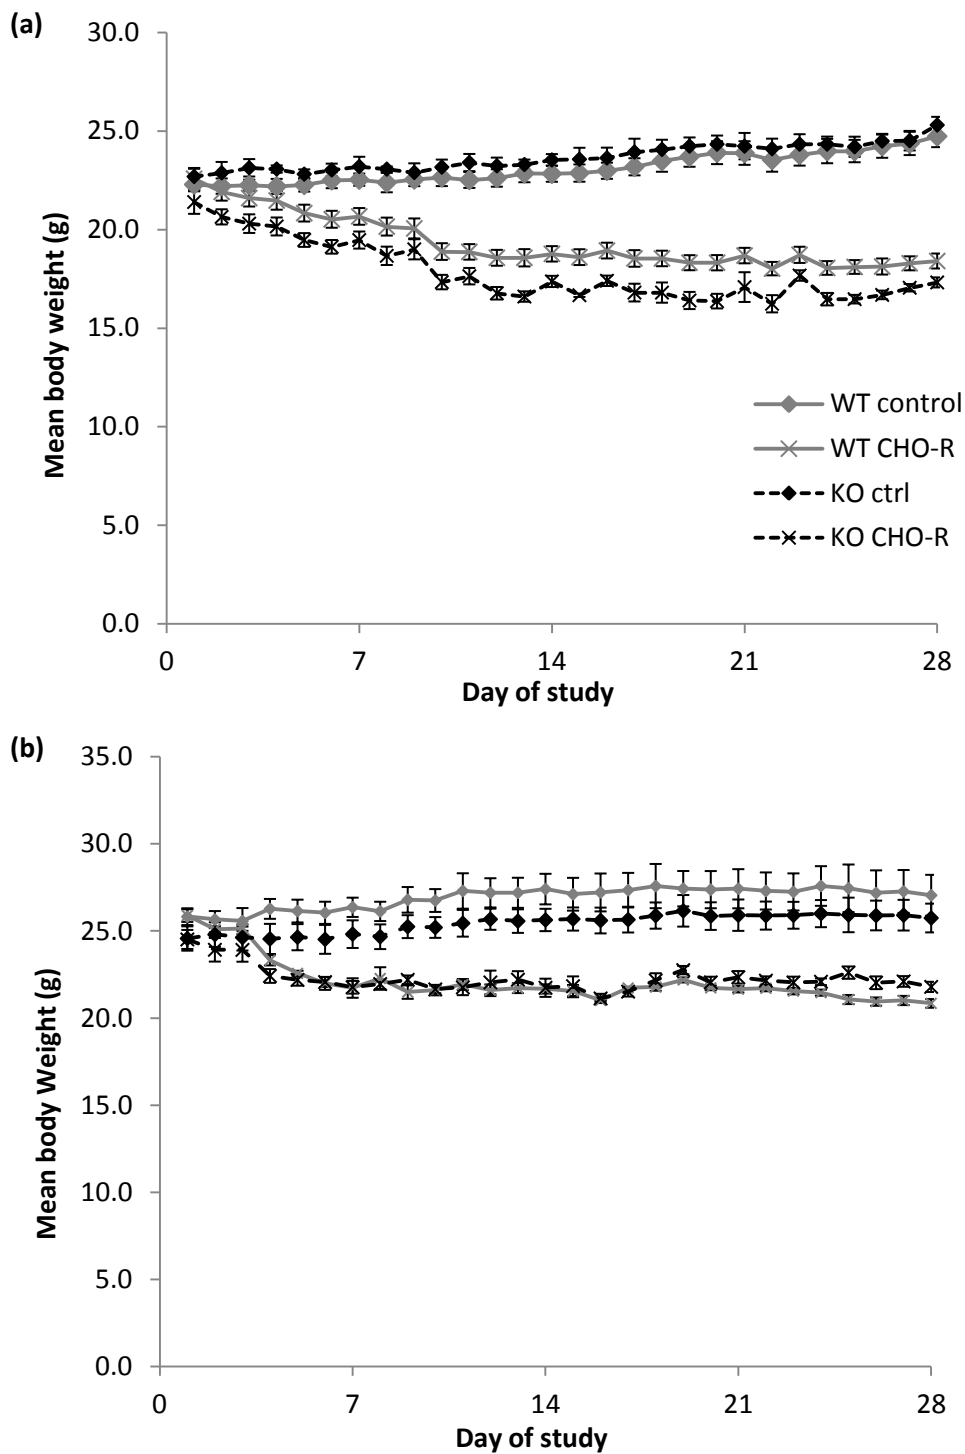 (a)
30.0
25.0
20.0
15.0
10.0
5.0
0.0
Mean body weight (g)
WT control
WT CHO-R
KO ctrl
KO CHO-R
0 7 14 21 28
Day of study
(b)
35.0
30.0
25.0
20.0
15.0
10.0
5.0
0.0
Mean body Weight (g)
0 7 14 21 28
Day of study